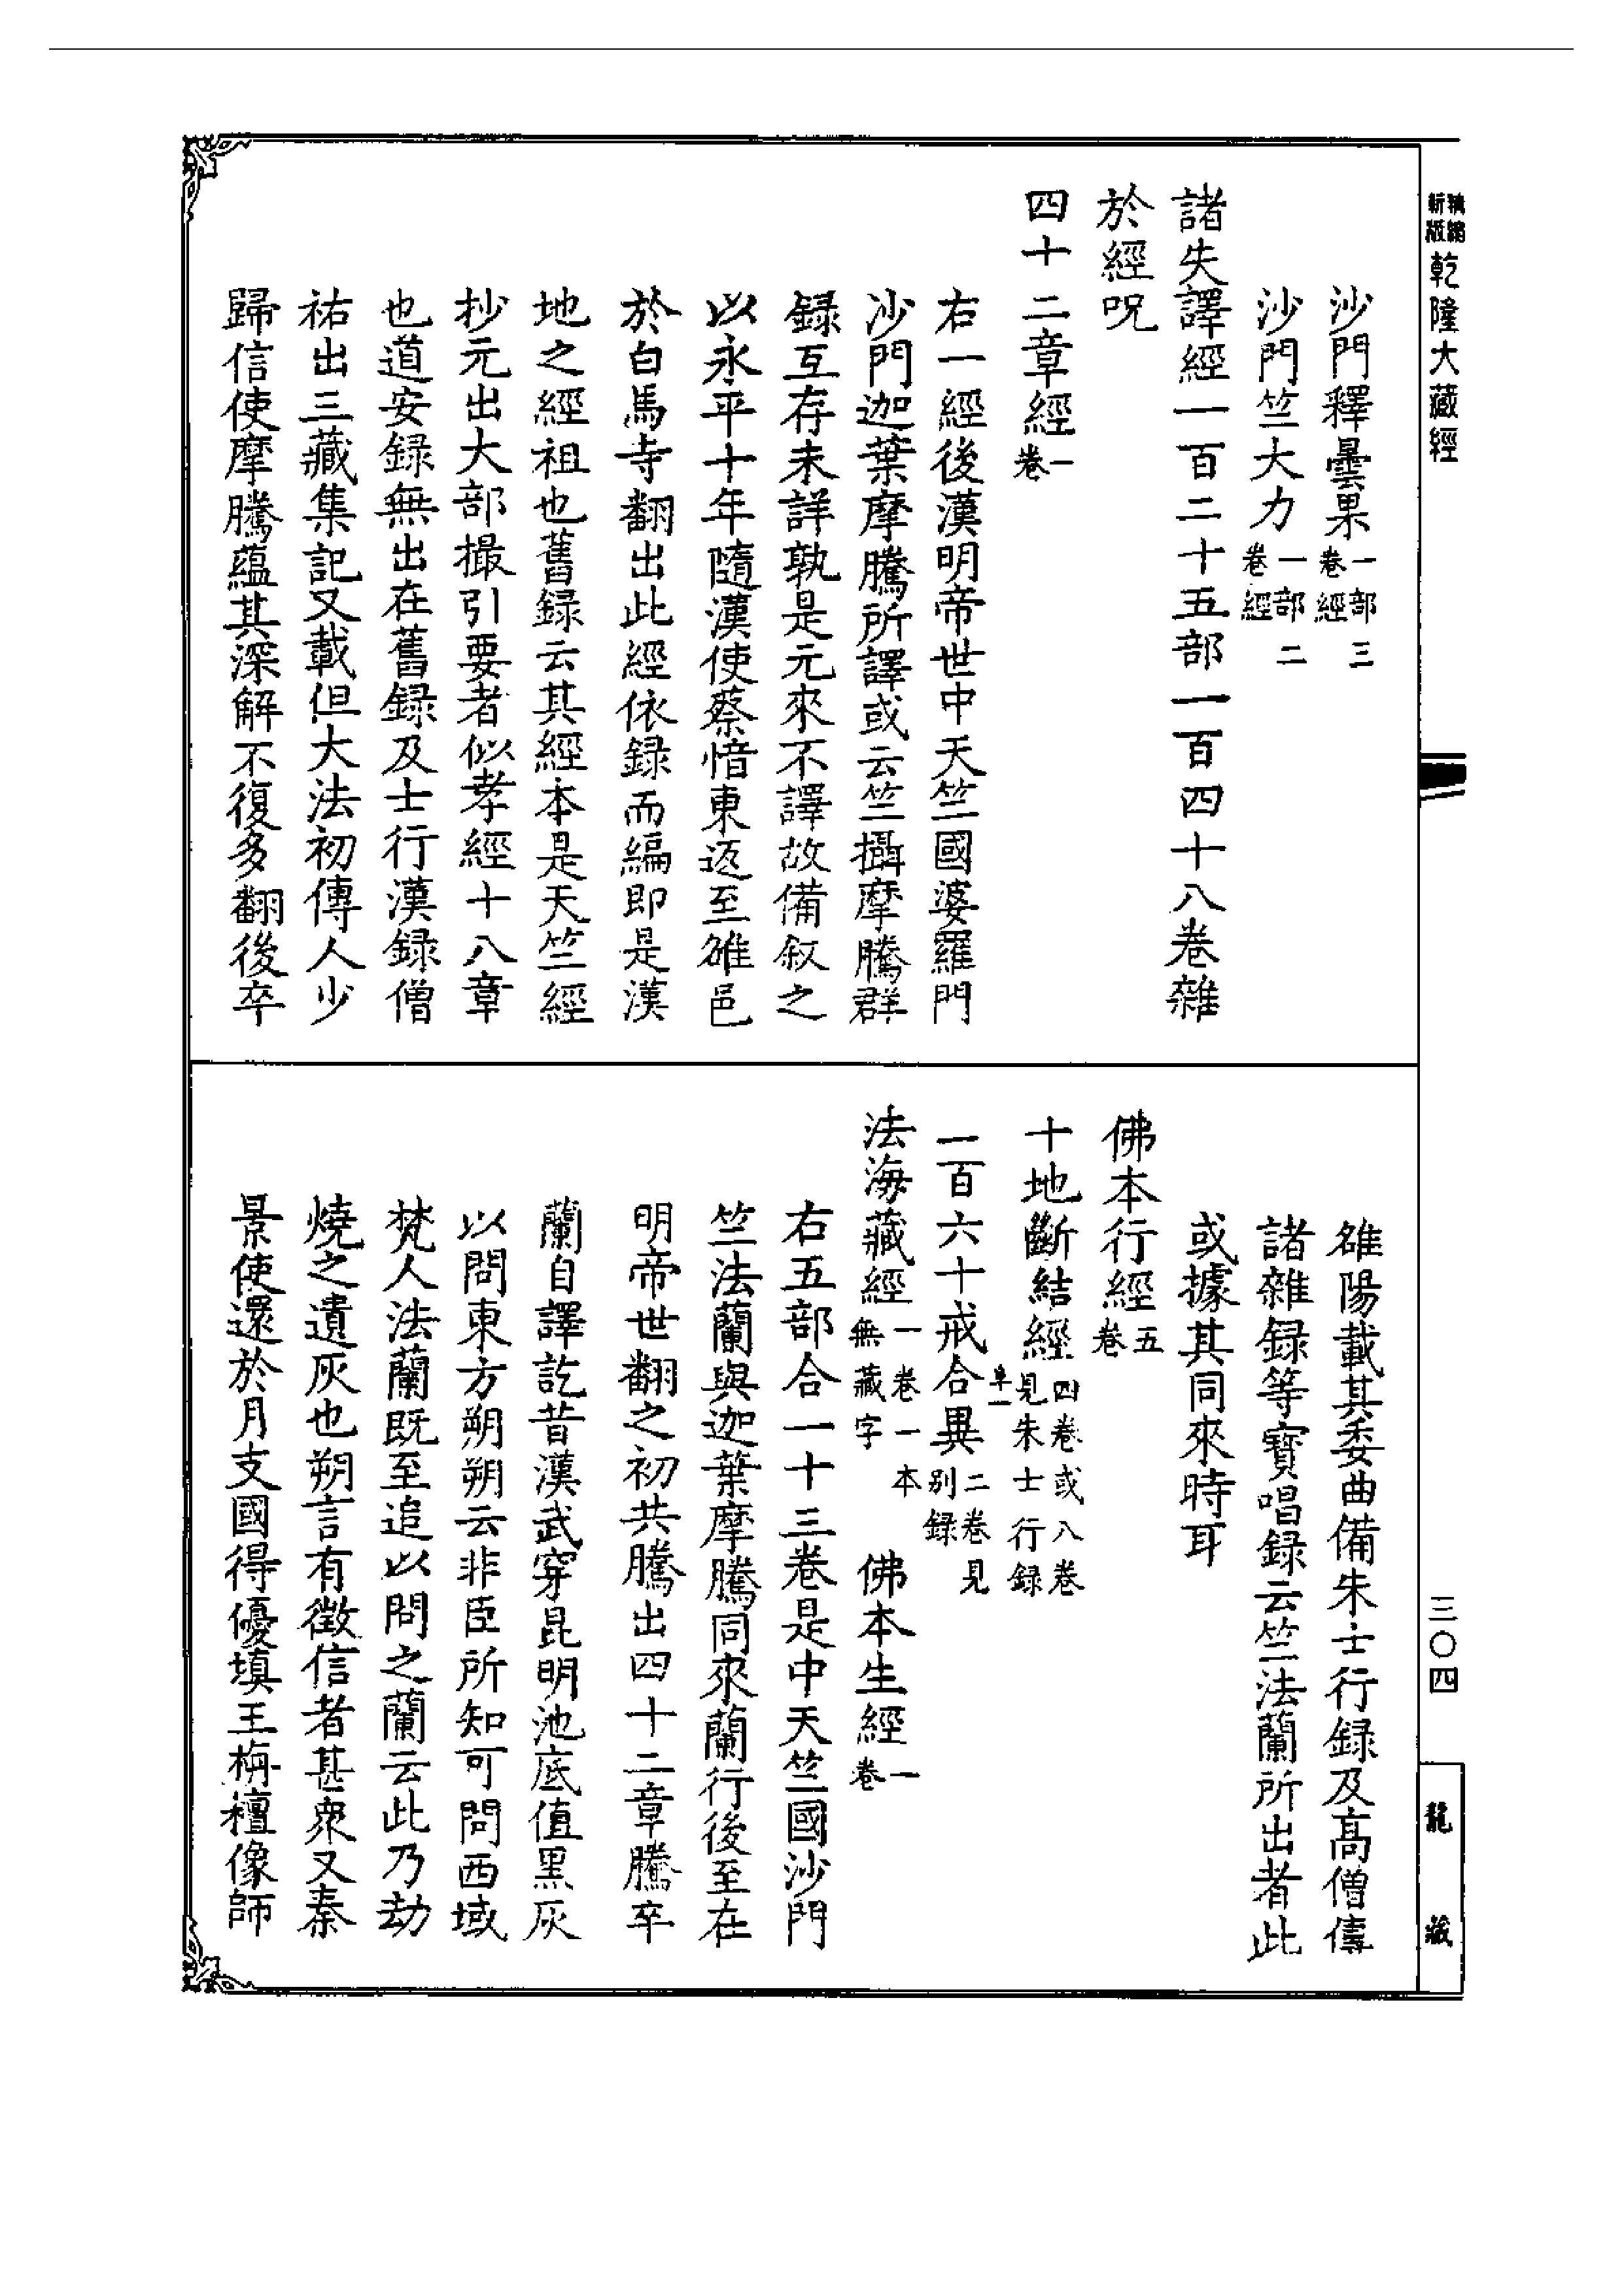 精縮新版 乾隆大藏經
沙門釋曇果一部三卷經
沙門竺大力一部二卷經
諸失譯經一百二十五部一百四十八卷雜
於經呪
四十二章經一卷
右一經後漢明帝世中天竺國婆羅門
沙門迦葉摩騰所譯或云竺攝摩騰群
録互存未詳孰是元來不譯故備叙之
以永平十年隨漢使蔡愔東返至雒邑
於白馬寺翻出此經依録而編即是漢
地之經祖也舊録云其經本是天竺經
抄元出大部撮引要者似孝經十八章
也道安録無出在舊録及士行漢録僧
祐出三藏集記又載但大法初傳人少
歸信使摩騰蘊其深解不復多翻後卒
雒陽載其委曲備朱士行録及高僧傳
諸雜録等寶唱録云竺法蘭所出者此
或據其同來時耳
佛本行經五卷
十地斷結經四卷或八卷見朱士行録
一百六十戒合異二卷見别録
法海藏經一卷一本無藏字 佛本生經一卷
右五部合一十三卷是中天竺國沙門
竺法蘭與迦葉摩騰同來蘭行後至在
明帝世翻之初共騰出四十二章騰卒
蘭自譯訖昔漢武穿昆明池底值黑灰
以問東方朔朔云非臣所知可問西域
梵人法蘭既至追以問之蘭云此乃劫
燒之遺灰也朔言有徵信者甚衆又秦
景使還於月支國得優填王栴檀像師
三〇四
龍藏